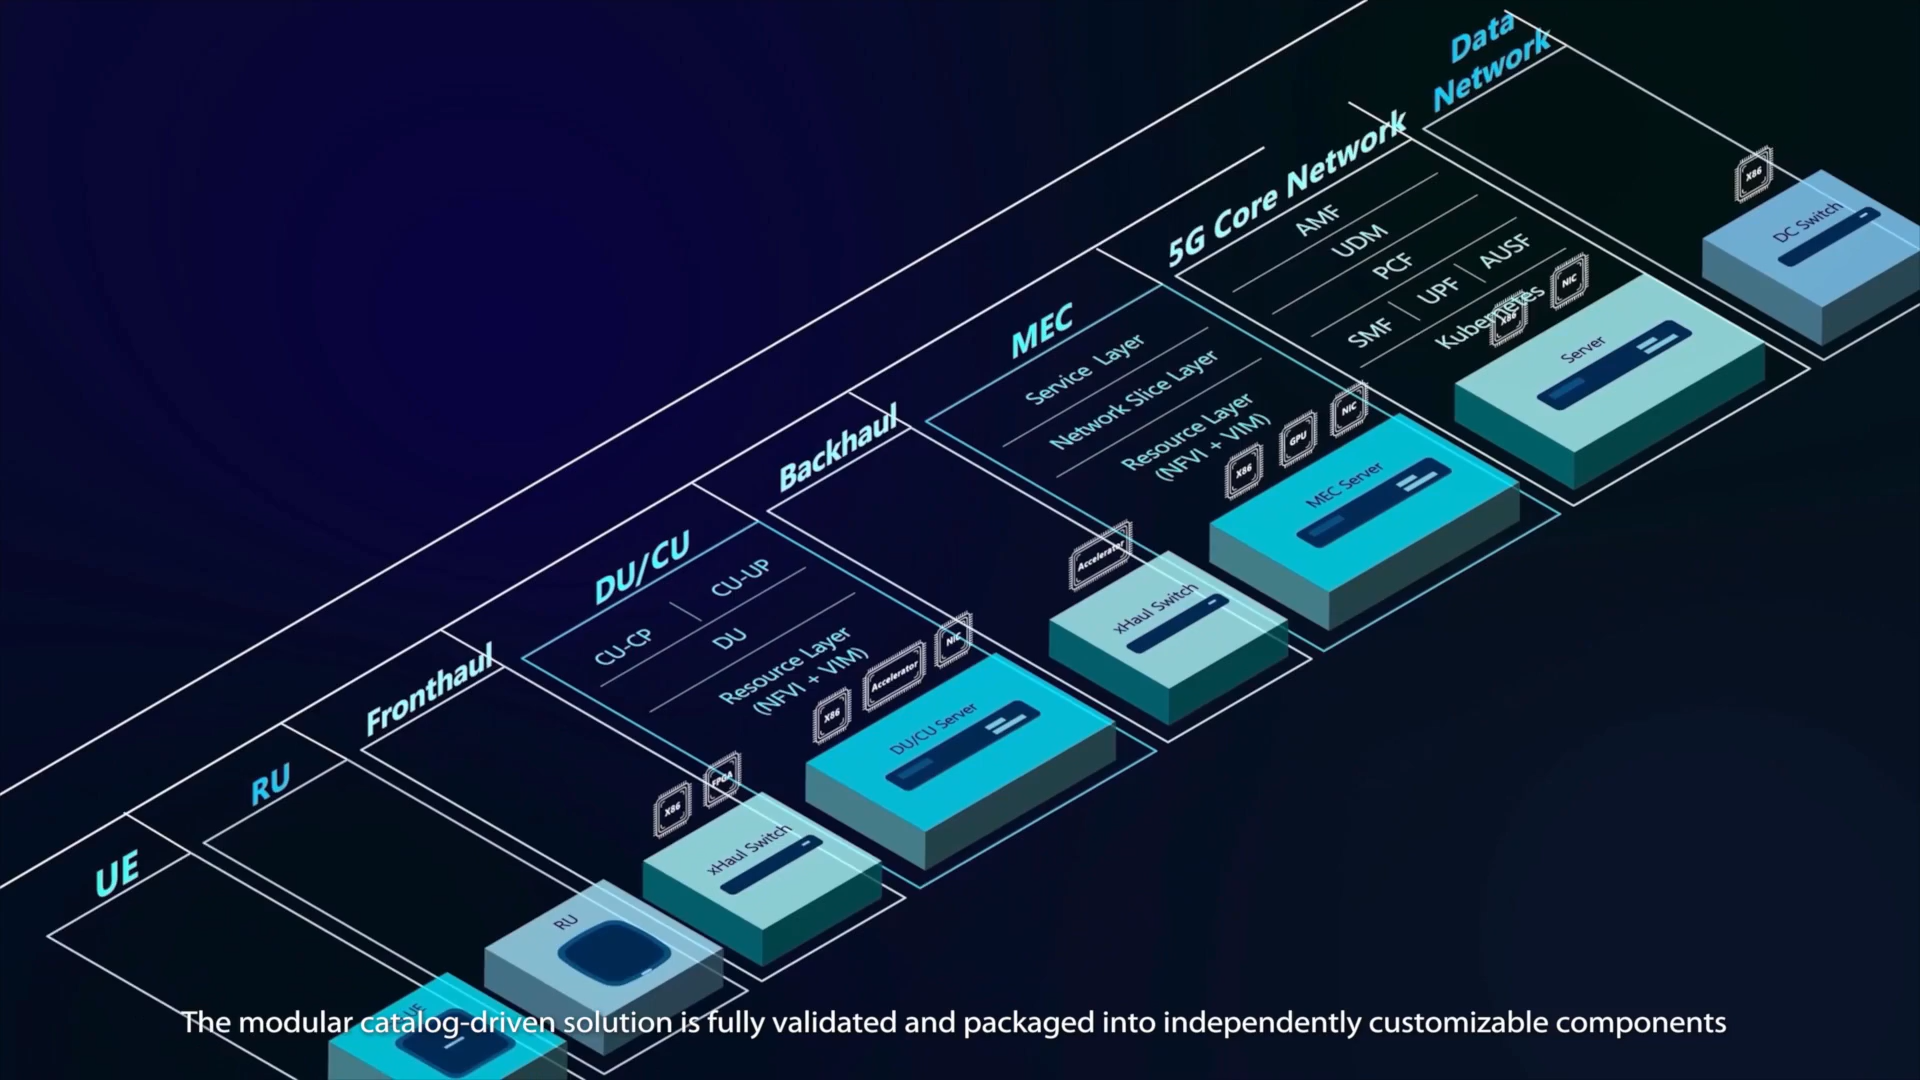 Data
Network
X86
DC Switch
5G Core Network
AMF
UDM
PCF
SMF | UPF | AUSF
Kubernetes
X86
NIC
Server
MEC
Service Layer
Network Slice Layer
Resource Layer
(NFVI + VIM)
X86
GPU
NIC
MEC Server
Backhaul
Accelerator
xHaul Switch
DU/CU
CU-CP | CU-UP
DU
Resource Layer
(NFVI + VIM)
X86
Accelerator
NIC
DU/CU Server
Fronthaul
X86
FPGA
xHaul Switch
RU
RU
UE
UE
The modular catalog-driven solution is fully validated and packaged into independently customizable components